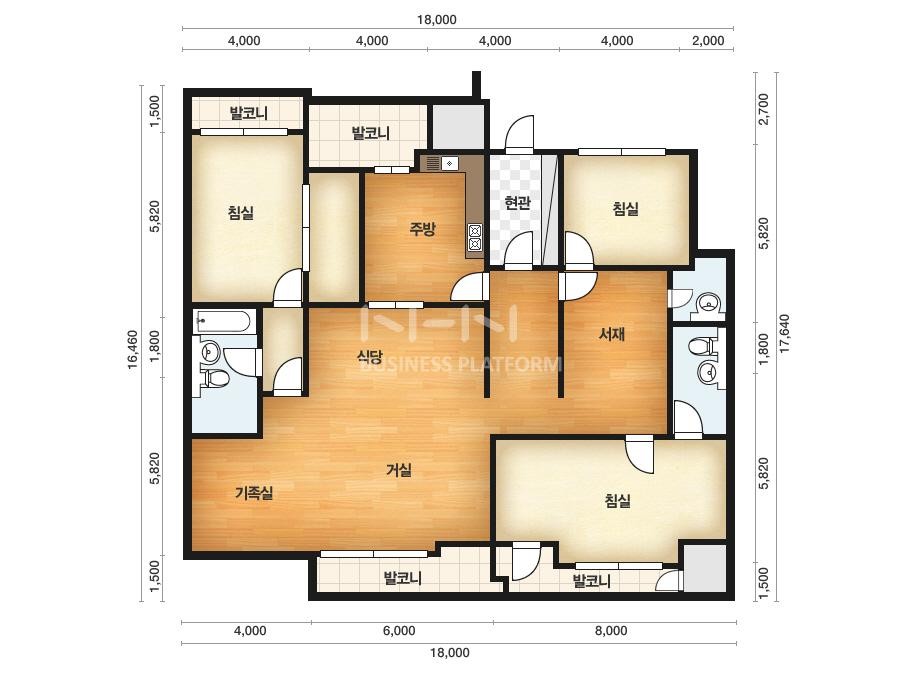 18,000
4,000 4,000 4,000 4,000 2,000
1,500
5,820
16,460
1,800
5,820
1,500
2,700
5,820
17,640
1,800
5,820
1,500
발코니
발코니
침실
주방
현관
침실
서재
식당
NHN
BUSINESS PLATFORM
거실
기족실
침실
발코니
발코니
4,000 6,000 8,000
18,000